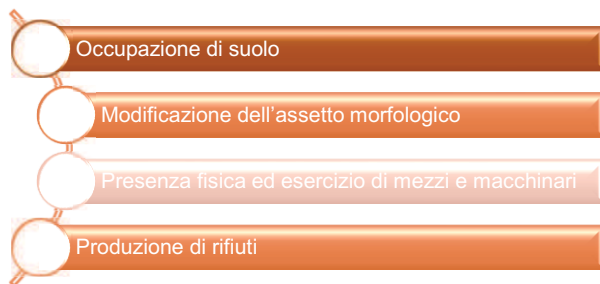 Occupazione di suolo
Modificazione dell'assetto morfologico
Presenza fisica ed esercizio di mezzi e macchinari
Produzione di rifiuti